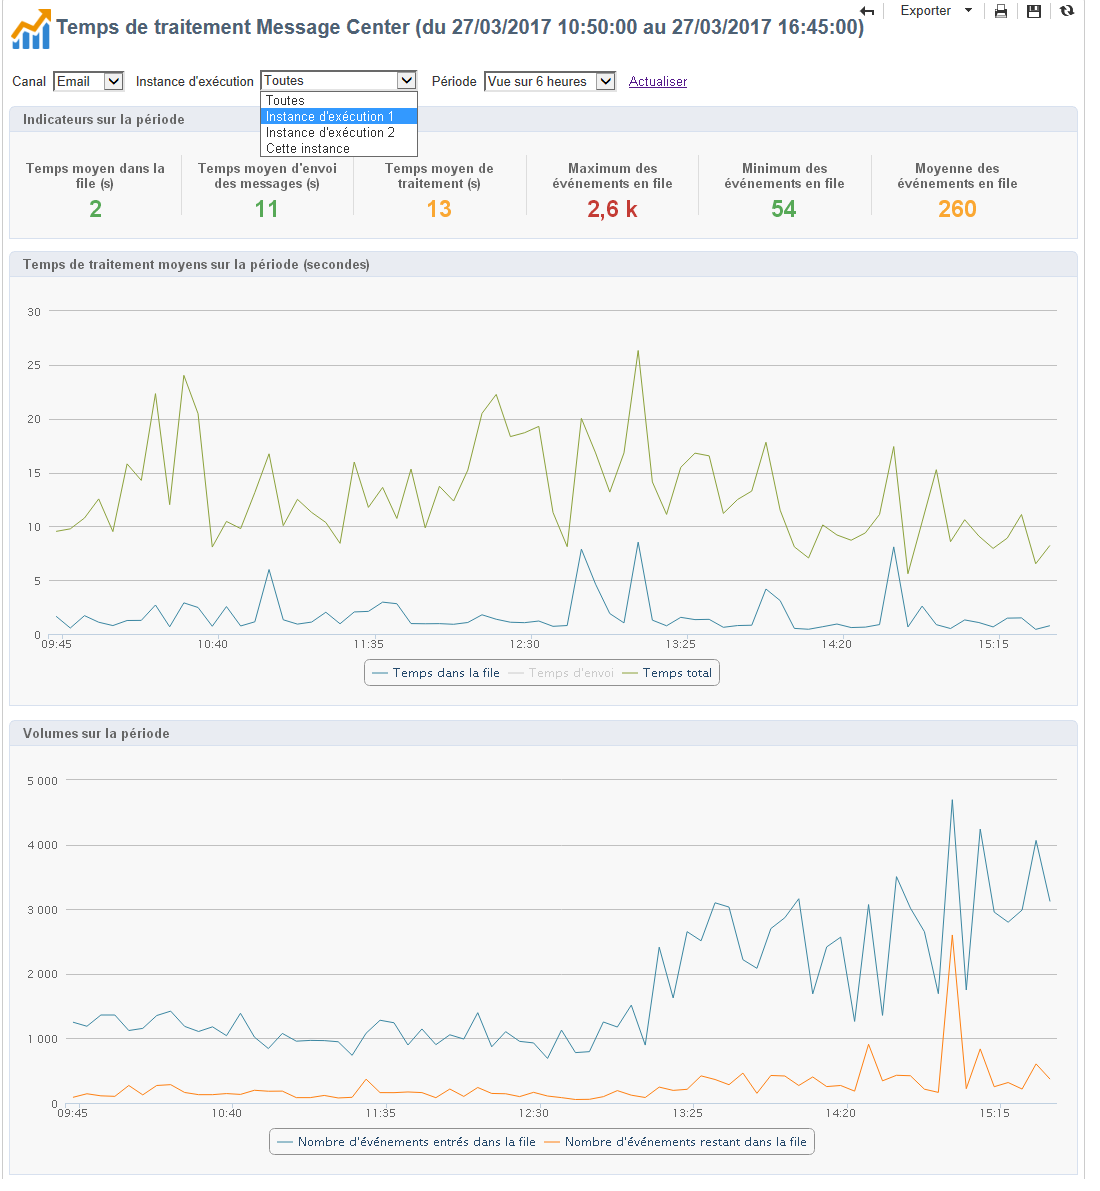 Exporter
Temps de traitement Message Center (du 27/03/2017 10:50:00 au 27/03/2017 16:45:00)
Canal Email Instance d'exécution Toutes Période Vue sur 6 heures Actualiser
Toutes
Instance d'exécution 1
Instance d'exécution 2
Cette instance
Indicateurs sur la période
Temps moyen dans la file (s)
2
Temps moyen d'envoi des messages (s)
11
Temps moyen de traitement (s)
13
Maximum des événements en file
2,6 k
Minimum des événements en file
54
Moyenne des événements en file
260
Temps de traitement moyens sur la période (secondes)
30
25
20
15
10
5
0
09:45 10:40 11:35 12:30 13:25 14:20 15:15
Temps dans la file Temps d'envoi Temps total
Volumes sur la période
5 000
4 000
3 000
2 000
1 000
0
09:45 10:40 11:35 12:30 13:25 14:20 15:15
Nombre d'événements entrés dans la file Nombre d'événements restant dans la file